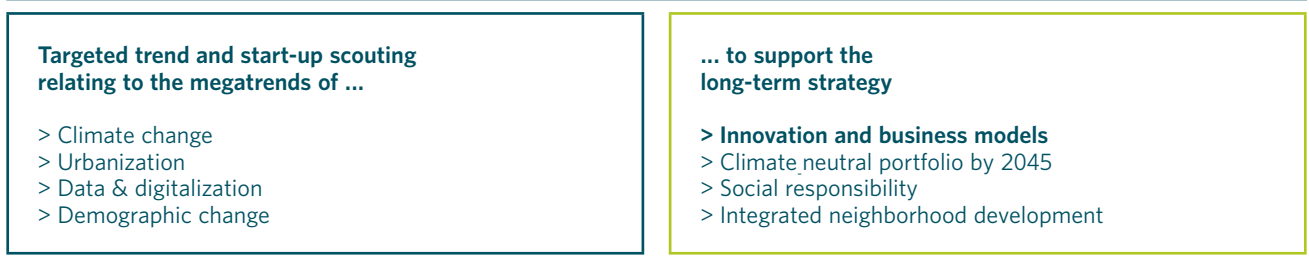 Targeted trend and start-up scouting
relating to the megatrends of ...
> Climate change
> Urbanization
> Data & digitalization
> Demographic change
... to support the
long-term strategy
> Innovation and business models
> Climate neutral portfolio by 2045
> Social responsibility
> Integrated neighborhood development